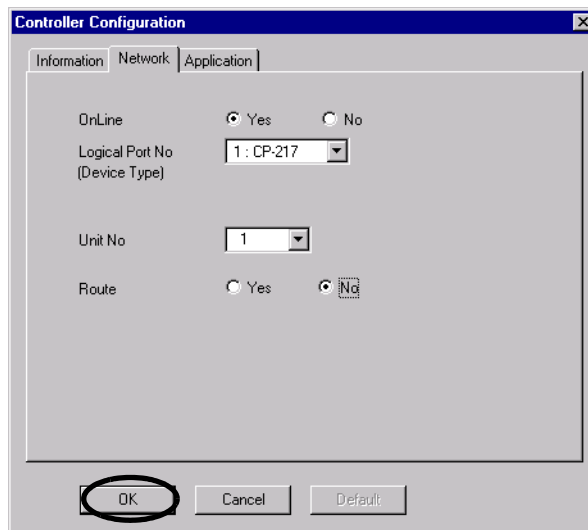 Controller Configuration
Information Network Application
OnLine Yes No
Logical Port No 1 : CP-217
(Device Type)
Unit No 1
Route Yes No
OK Cancel Default